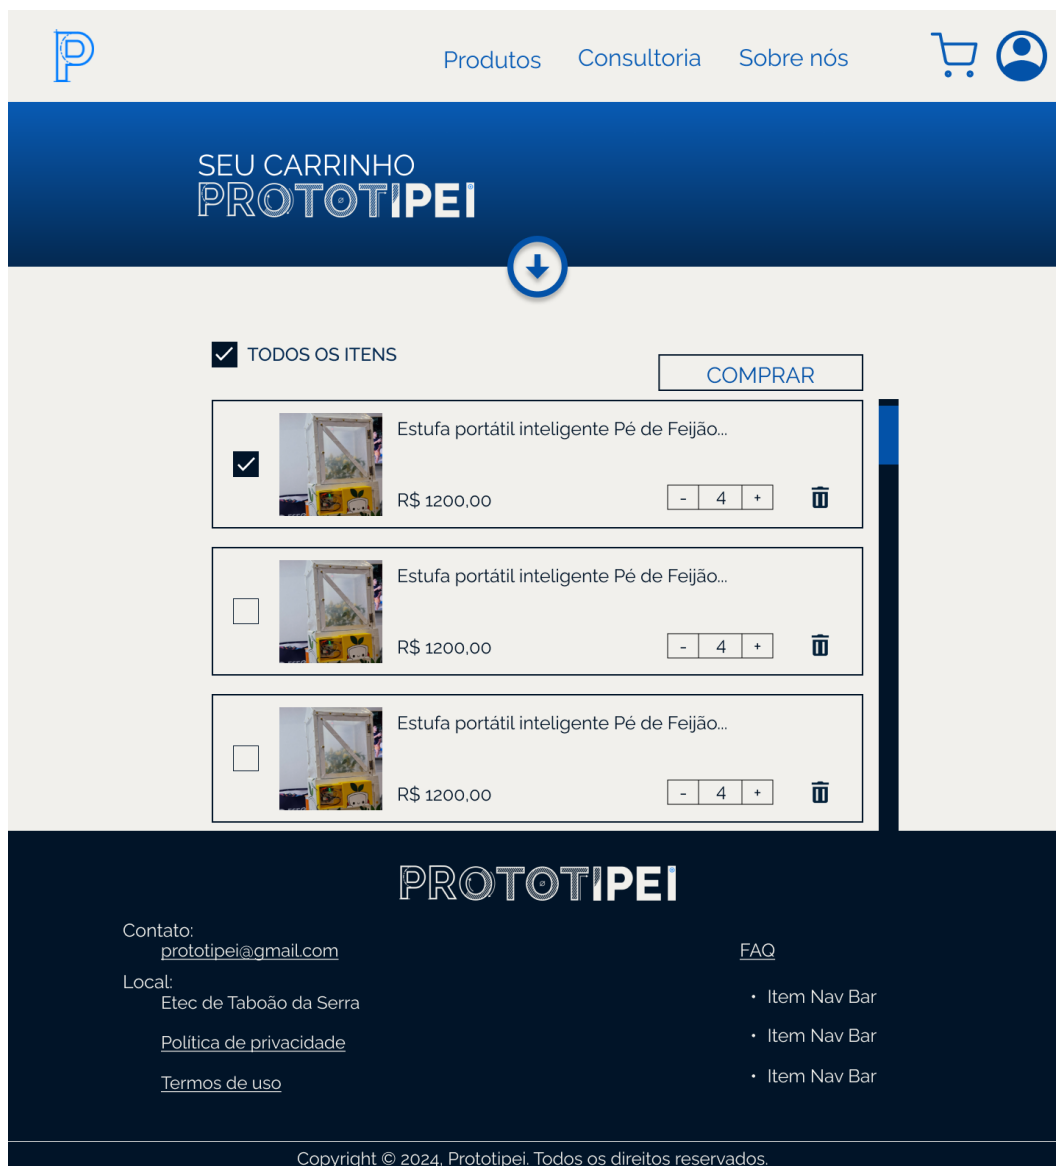 Produtos Consultoria Sobre nós
SEU CARRINHO
PROTOTIPEI
TODOS OS ITENS
COMPRAR
Estufa portátil inteligente Pé de Feijão...
R$ 1200,00
- 4 +
Estufa portátil inteligente Pé de Feijão...
R$ 1200,00
- 4 +
Estufa portátil inteligente Pé de Feijão...
R$ 1200,00
- 4 +
PROTOTIPEI
Contato:
prototipei@gmail.com
Local:
Etec de Taboão da Serra
Política de privacidade
Termos de uso
FAQ
• Item Nav Bar
• Item Nav Bar
• Item Nav Bar
Copyright © 2024, Prototipei. Todos os direitos reservados.